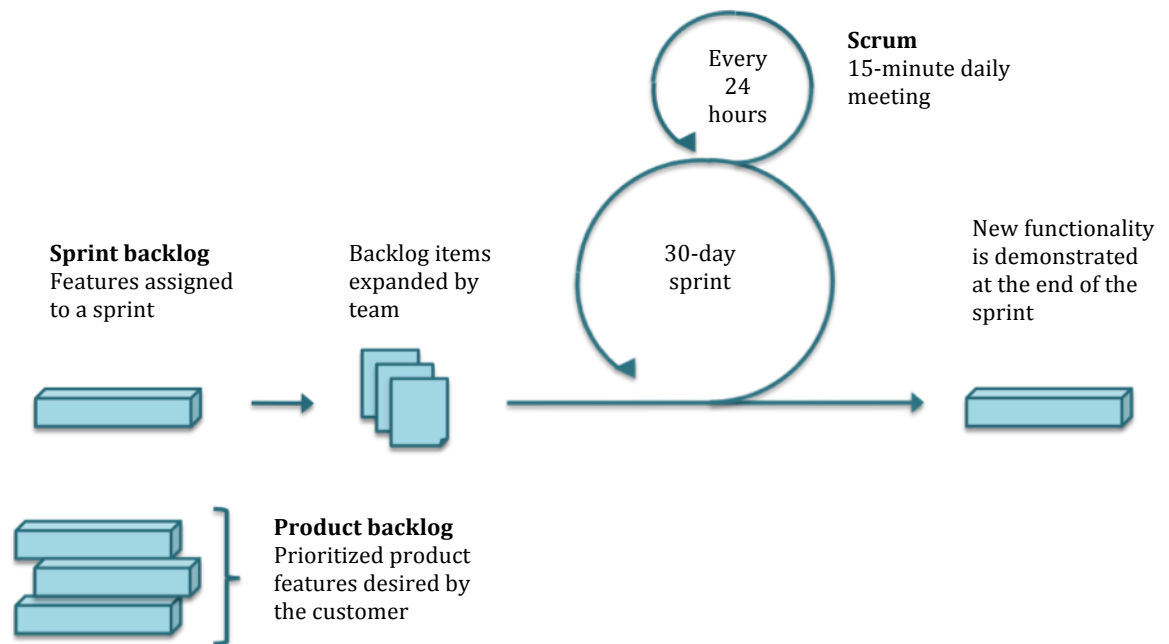 Every
24
hours
Scrum
15-minute daily
meeting
Sprint backlog
Features assigned
to a sprint
Backlog items
expanded by
team
30-day
sprint
New functionality
is demonstrated
at the end of the
sprint
Product backlog
Prioritized product
features desired by
the customer